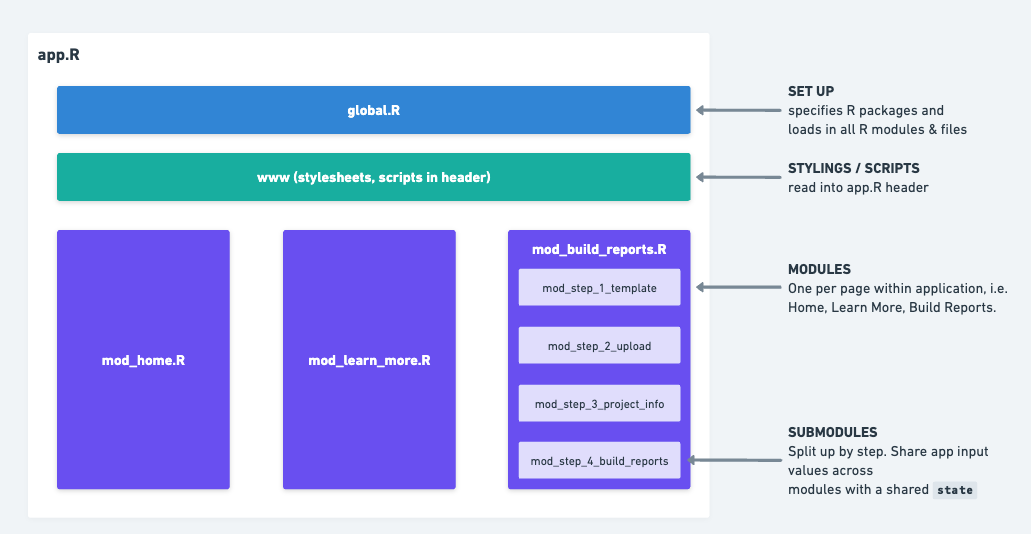 app.R
global.R
SET UP
specifies R packages and
loads in all R modules & files
www (stylesheets, scripts in header)
STYLINGS / SCRIPTS
read into app.R header
mod_home.R
mod_learn_more.R
mod_build_reports.R
mod_step_1_template
mod_step_2_upload
mod_step_3_project_info
mod_step_4_build_reports
MODULES
One per page within application, i.e.
Home, Learn More, Build Reports.
SUBMODULES
Split up by step. Share app input
values across
modules with a shared state